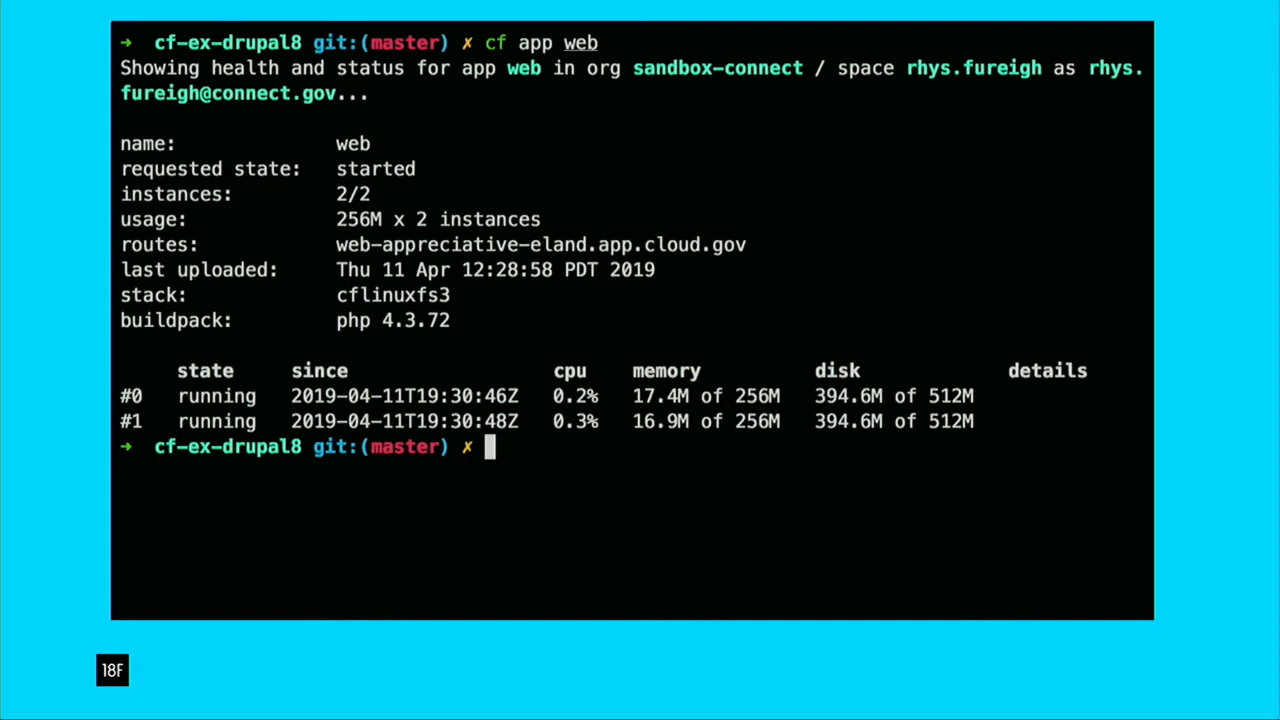 → cf-ex-drupal8 git:(master) ✗ cf app web
Showing health and status for app web in org sandbox-connect / space rhys.fureigh as rhys.
fureigh@connect.gov...
name: web
requested state: started
instances: 2/2
usage: 256M x 2 instances
routes: web-appreciative-eland.app.cloud.gov
last uploaded: Thu 11 Apr 12:28:58 PDT 2019
stack: cflinuxfs3
buildpack: php 4.3.72
state since cpu memory disk details
#0 running 2019-04-11T19:30:46Z 0.2% 17.4M of 256M 394.6M of 512M
#1 running 2019-04-11T19:30:48Z 0.3% 16.9M of 256M 394.6M of 512M
→ cf-ex-drupal8 git:(master) ✗
18F